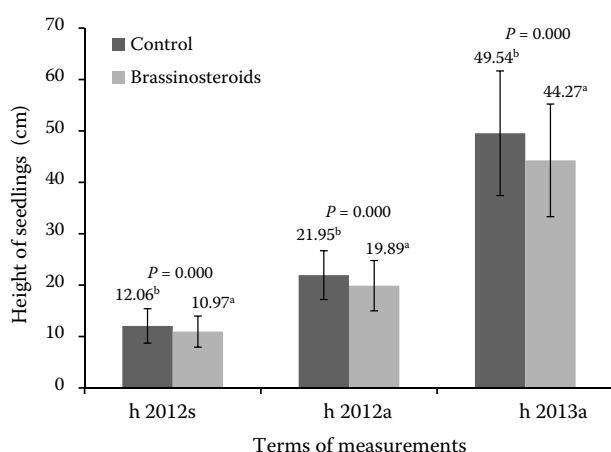 70
60
50
40
30
20
10
0
Height of seedlings (cm)
Control
Brassinosteroids
P = 0.000
12.06ᵇ
10.97ᵃ
P = 0.000
21.95ᵇ
19.89ᵃ
P = 0.000
49.54ᵇ
44.27ᵃ
h 2012s
h 2012a
h 2013a
Terms of measurements